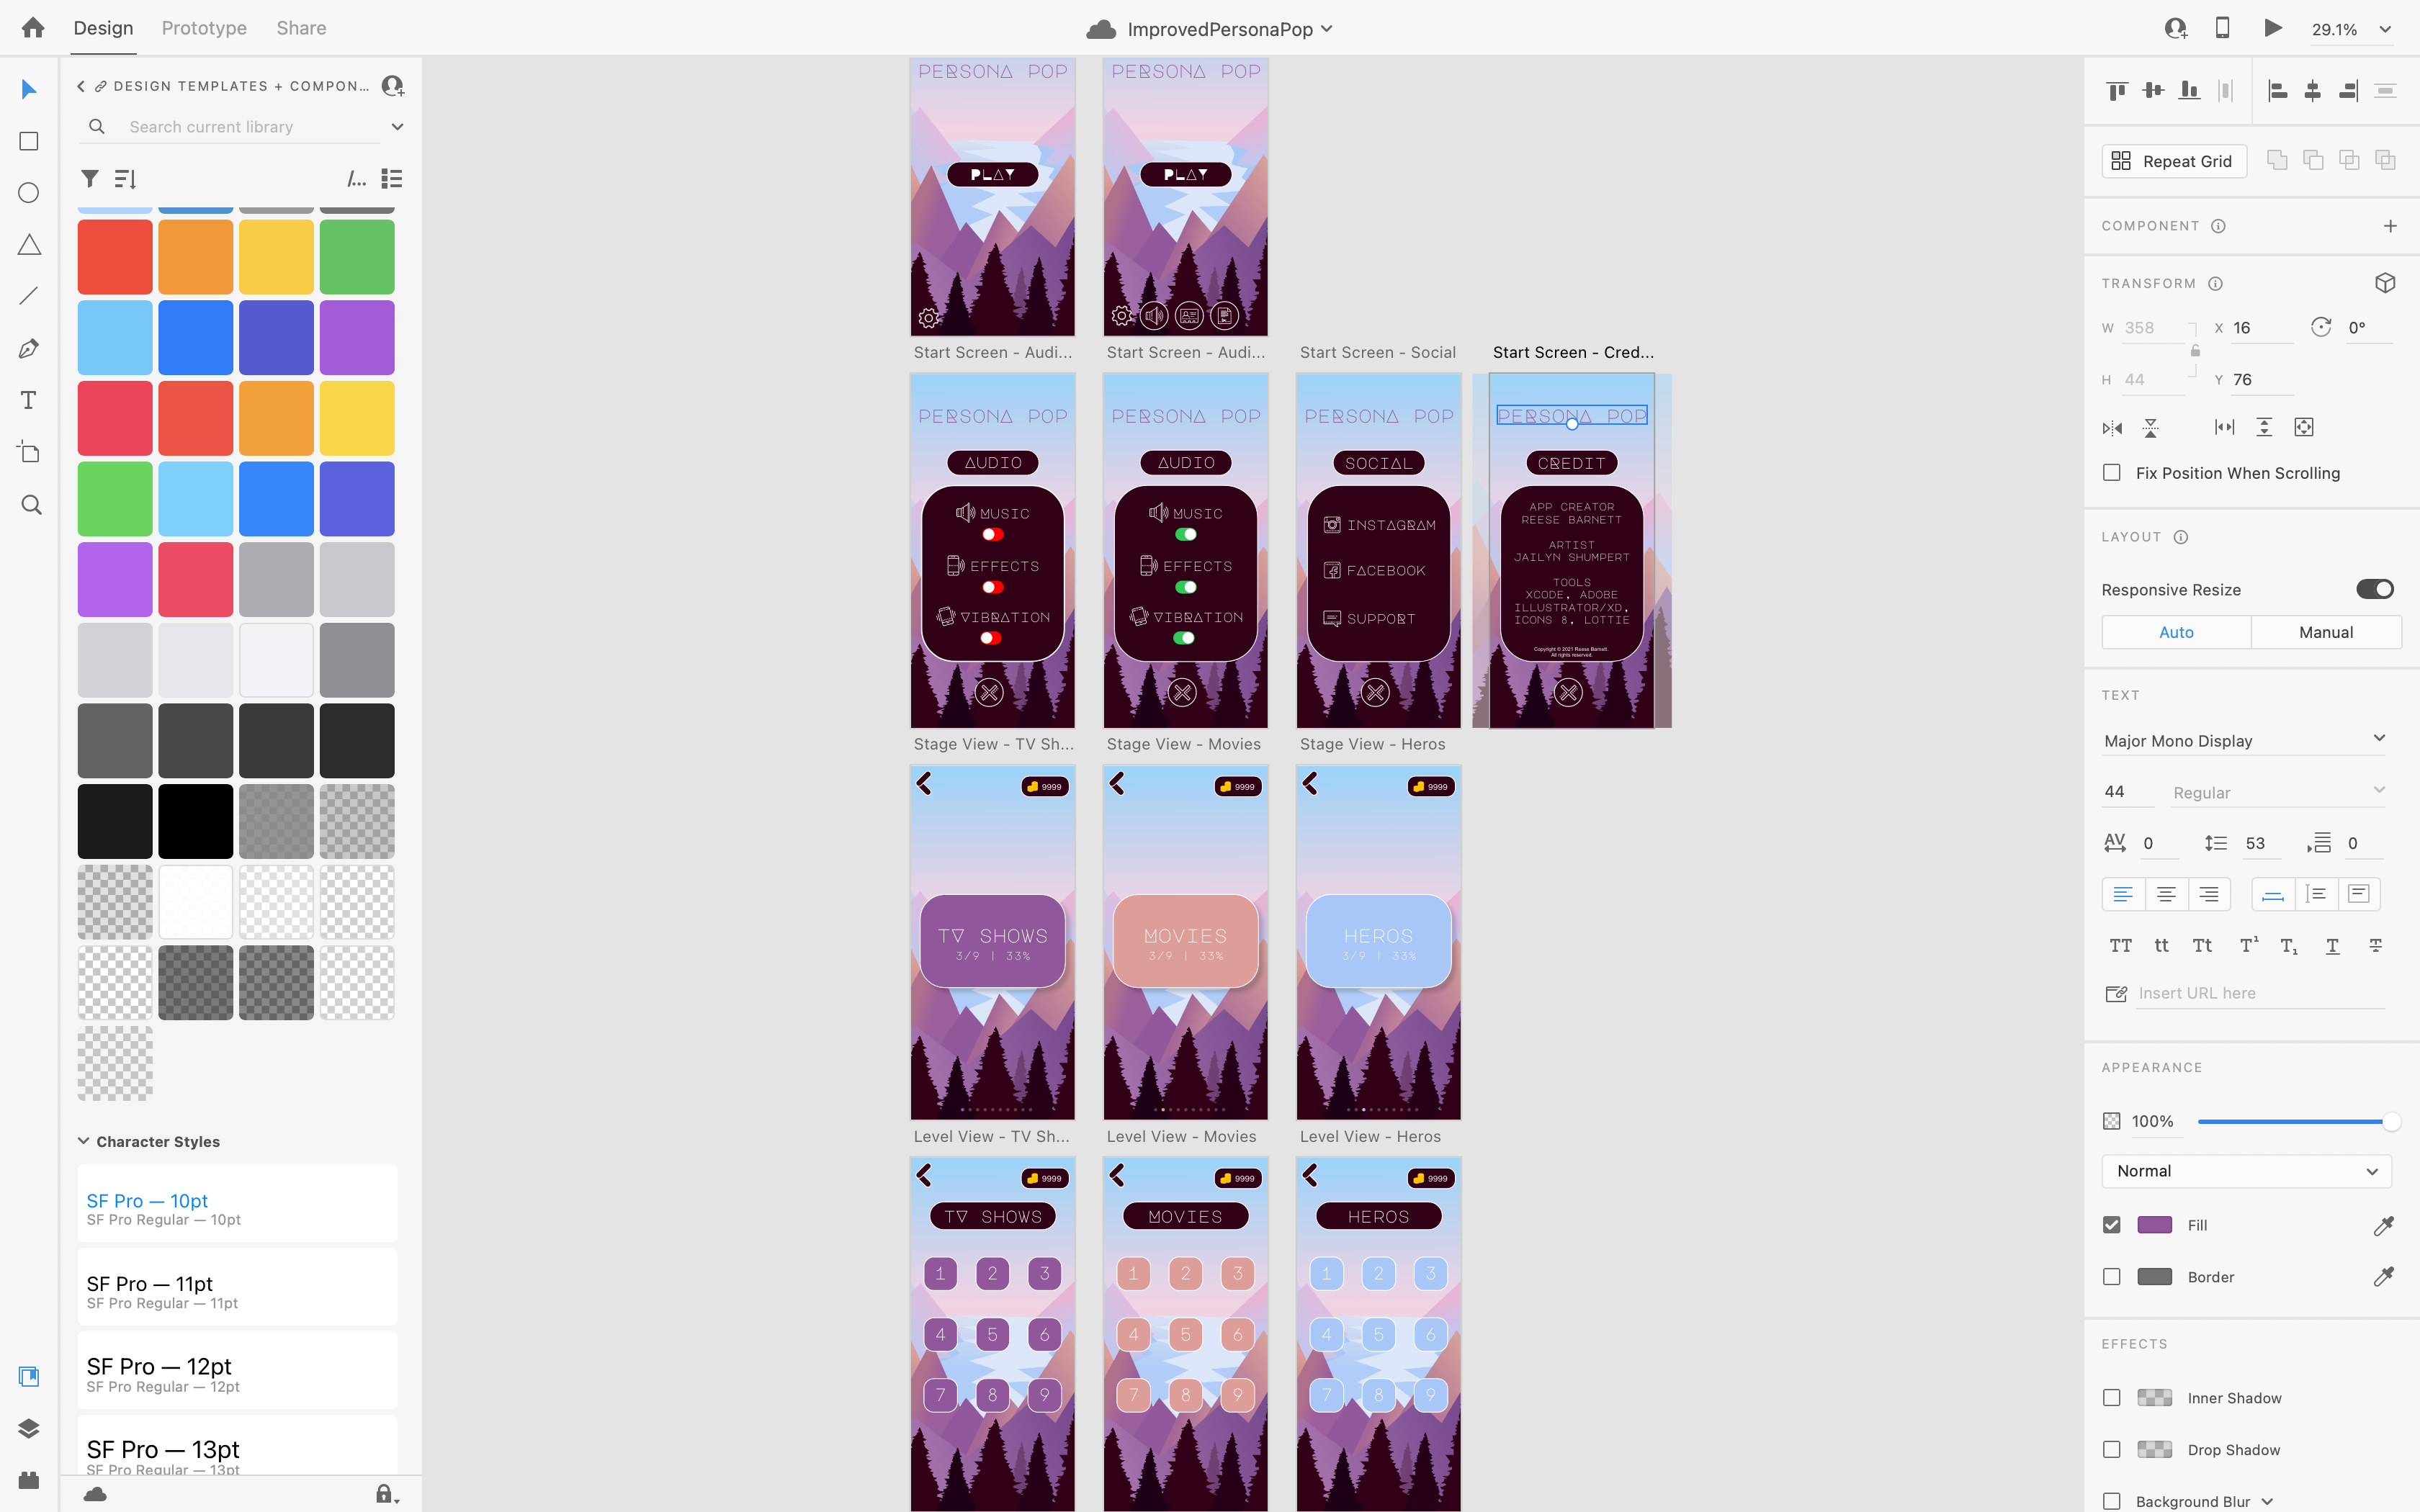 Design Prototype Share
ImprovedPersonaPop
29.1%
DESIGN TEMPLATES + COMPON...
Search current library
/...
Character Styles
SF Pro — 10pt
SF Pro Regular — 10pt
SF Pro — 11pt
SF Pro Regular — 11pt
SF Pro — 12pt
SF Pro Regular — 12pt
SF Pro — 13pt
SF Pro Regular — 13pt
PERSONA POP
PLAY
PERSONA POP
PLAY
Start Screen - Audi...
PERSONA POP
AUDIO
MUSIC
EFFECTS
VIBRATION
Start Screen - Audi...
PERSONA POP
AUDIO
MUSIC
EFFECTS
VIBRATION
Start Screen - Social
PERSONA POP
SOCIAL
INSTAGRAM
FACEBOOK
SUPPORT
Start Screen - Cred...
PERSONA POP
CREDIT
APP CREATOR
REESE BARNETT
ARTIST
JAILYN SHUMPERT
TOOLS
XCODE, ADOBE
ILLUSTRATOR/XD,
ICONS 8, LOTTIE
Copyright © 2021 Reese Barnett.
All rights reserved.
Stage View - TV Sh...
9999
TV SHOWS
3/9 | 33%
Stage View - Movies
9999
MOVIES
3/9 | 33%
Stage View - Heros
9999
HEROS
3/9 | 33%
Level View - TV Sh...
9999
TV SHOWS
1 2 3
4 5 6
7 8 9
Level View - Movies
9999
MOVIES
1 2 3
4 5 6
7 8 9
Level View - Heros
9999
HEROS
1 2 3
4 5 6
7 8 9
Repeat Grid
COMPONENT
TRANSFORM
W 358 X 16 0°
H 44 Y 76
Fix Position When Scrolling
LAYOUT
Responsive Resize
Auto Manual
TEXT
Major Mono Display
44 Regular
AV 0 53 0
TT tt Tt T¹ T₁ T T
Insert URL here
APPEARANCE
100%
Normal
Fill
Border
EFFECTS
Inner Shadow
Drop Shadow
Background Blur